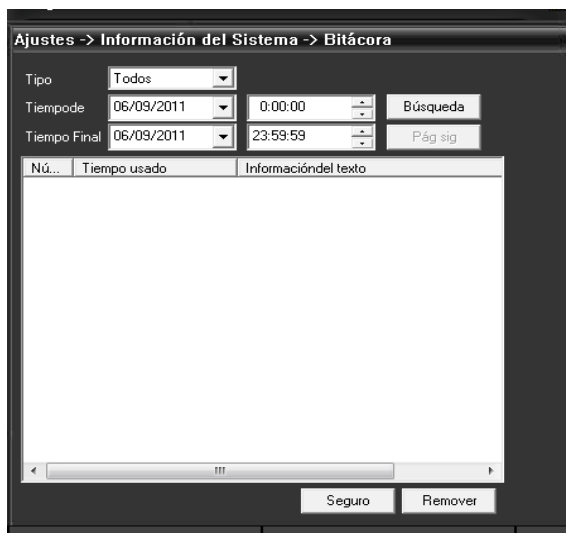 Ajustes -> Información del Sistema -> Bitácora
Tipo Todos
Tiempode 06/09/2011 0:00:00 Búsqueda
Tiempo Final 06/09/2011 23:59:59 Pág sig
Nú... Tiempo usado Informacióndel texto
Seguro Remover